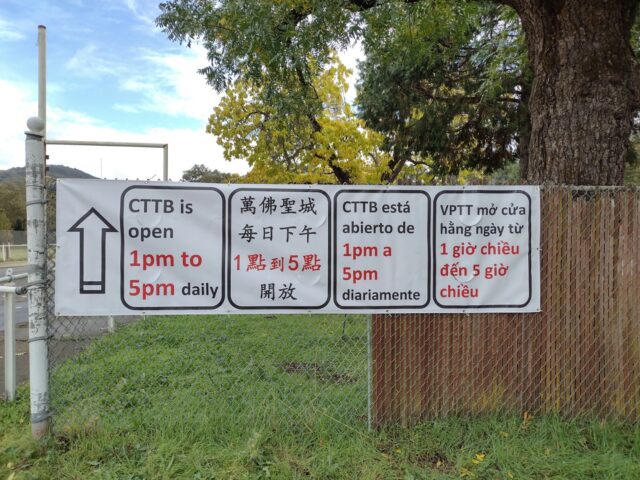 CTTB is
open
1pm to
5pm daily
萬佛聖城
每日下午
1點到5點
開放
CTTB está
abierto de
1pm a
5pm
diariamente
VPTT mở cửa
hằng ngày từ
1 giờ chiều
đến 5 giờ
chiều